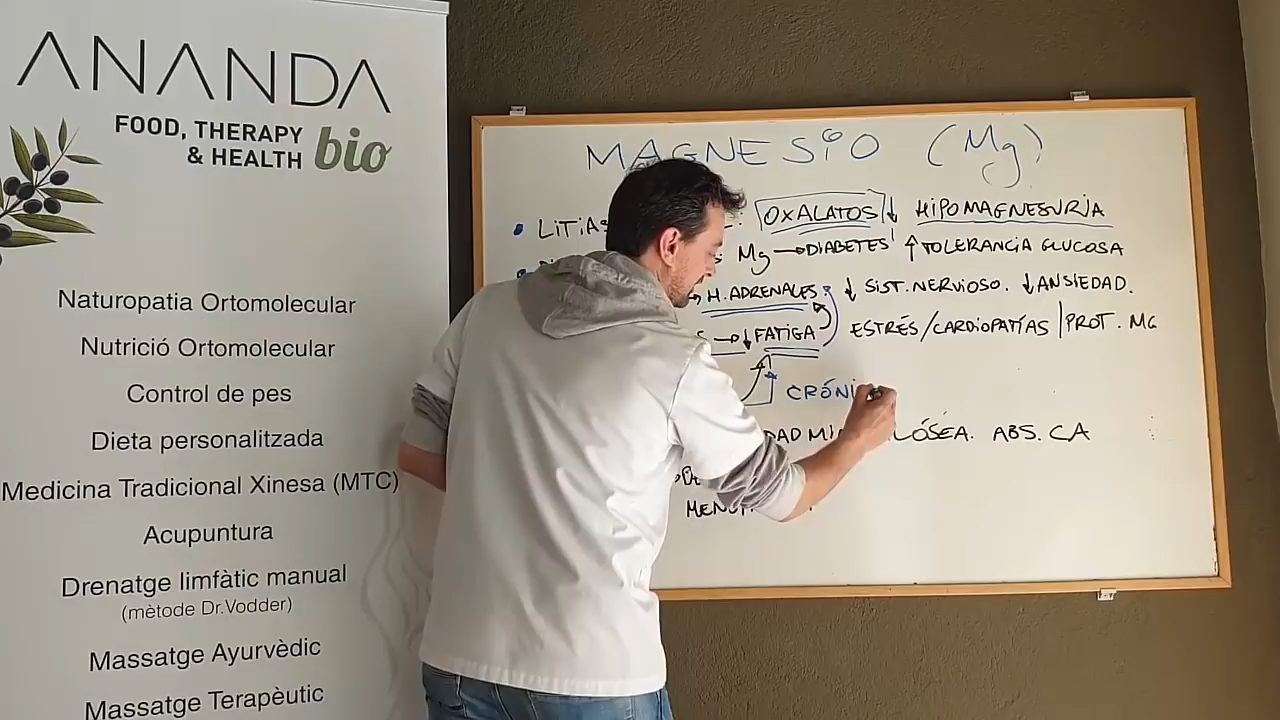 ANANDA
FOOD, THERAPY
& HEALTH bio
Naturopatia Ortomolecular
Nutrició Ortomolecular
Control de pes
Dieta personalitzada
Medicina Tradicional Xinesa (MTC)
Acupuntura
Drenatge limfàtic manual
(mètode Dr.Vodder)
Massatge Ayurvèdic
Massatge Terapèutic
MAGNESIO (Mg)
OXALATOS ↓ HIPOMAGNESURIA
Mg → DIABETES ↑ TOLERANCIA GLUCOSA
→ H. ADRENALES ↓ SIST. NERVIOSO. ↓ ANSIEDAD.
→ ↓ FATIGA ESTRÉS/CARDIOPATÍAS | PROT. MG
CRÓNI
ÓSEA. ABS. CA